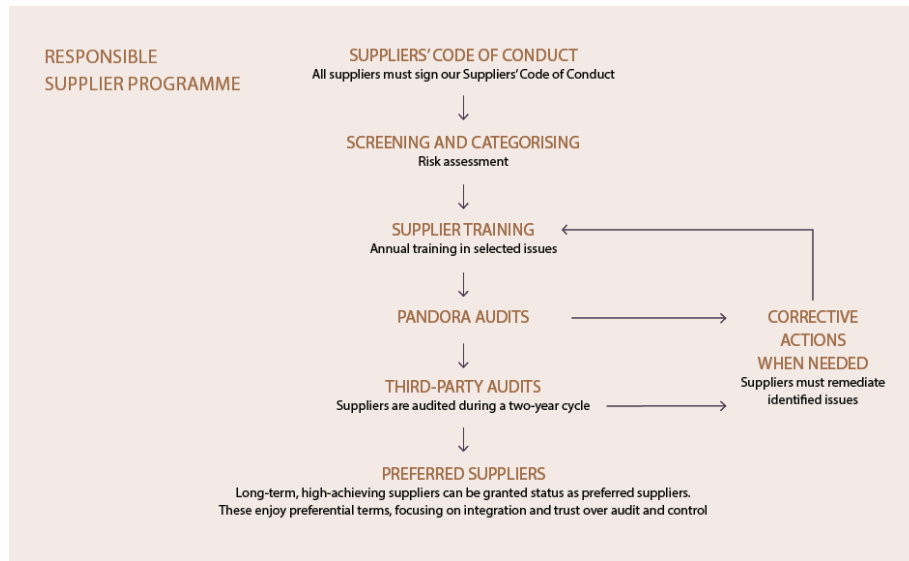 RESPONSIBLE
SUPPLIER PROGRAMME
SUPPLIERS’ CODE OF CONDUCT
All suppliers must sign our Suppliers’ Code of Conduct
SCREENING AND CATEGORISING
Risk assessment
SUPPLIER TRAINING
Annual training in selected issues
PANDORA AUDITS
THIRD-PARTY AUDITS
Suppliers are audited during a two-year cycle
CORRECTIVE
ACTIONS
WHEN NEEDED
Suppliers must remediate
identified issues
PREFERRED SUPPLIERS
Long-term, high-achieving suppliers can be granted status as preferred suppliers.
These enjoy preferential terms, focusing on integration and trust over audit and control